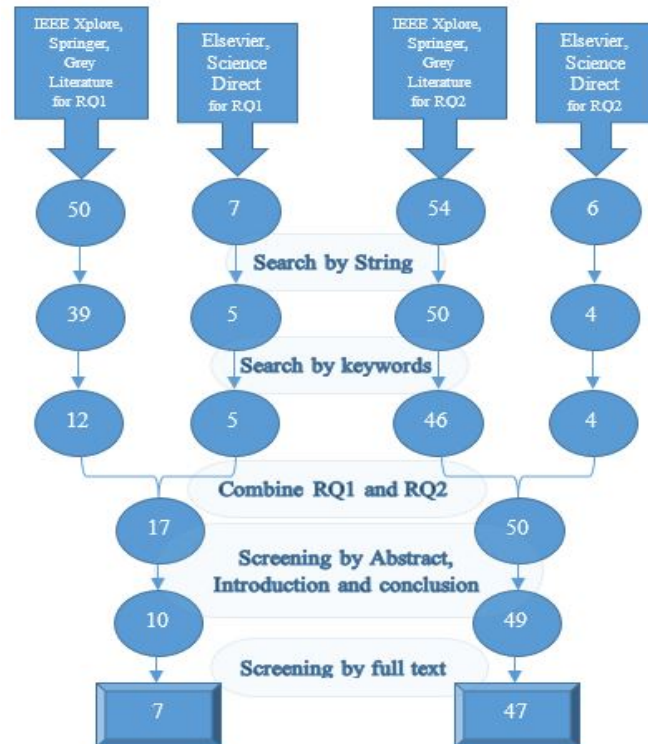 IEEE Xplore,
Springer,
Grey
Literature
for RQ1
Elsevier,
Science
Direct
for RQ1
IEEE Xplore,
Springer,
Grey
Literature
for RQ2
Elsevier,
Science
Direct
for RQ2
50
7
54
6
Search by String
39
5
50
4
Search by keywords
12
5
46
4
Combine RQ1 and RQ2
17
50
Screening by Abstract,
Introduction and conclusion
10
49
Screening by full text
7
47